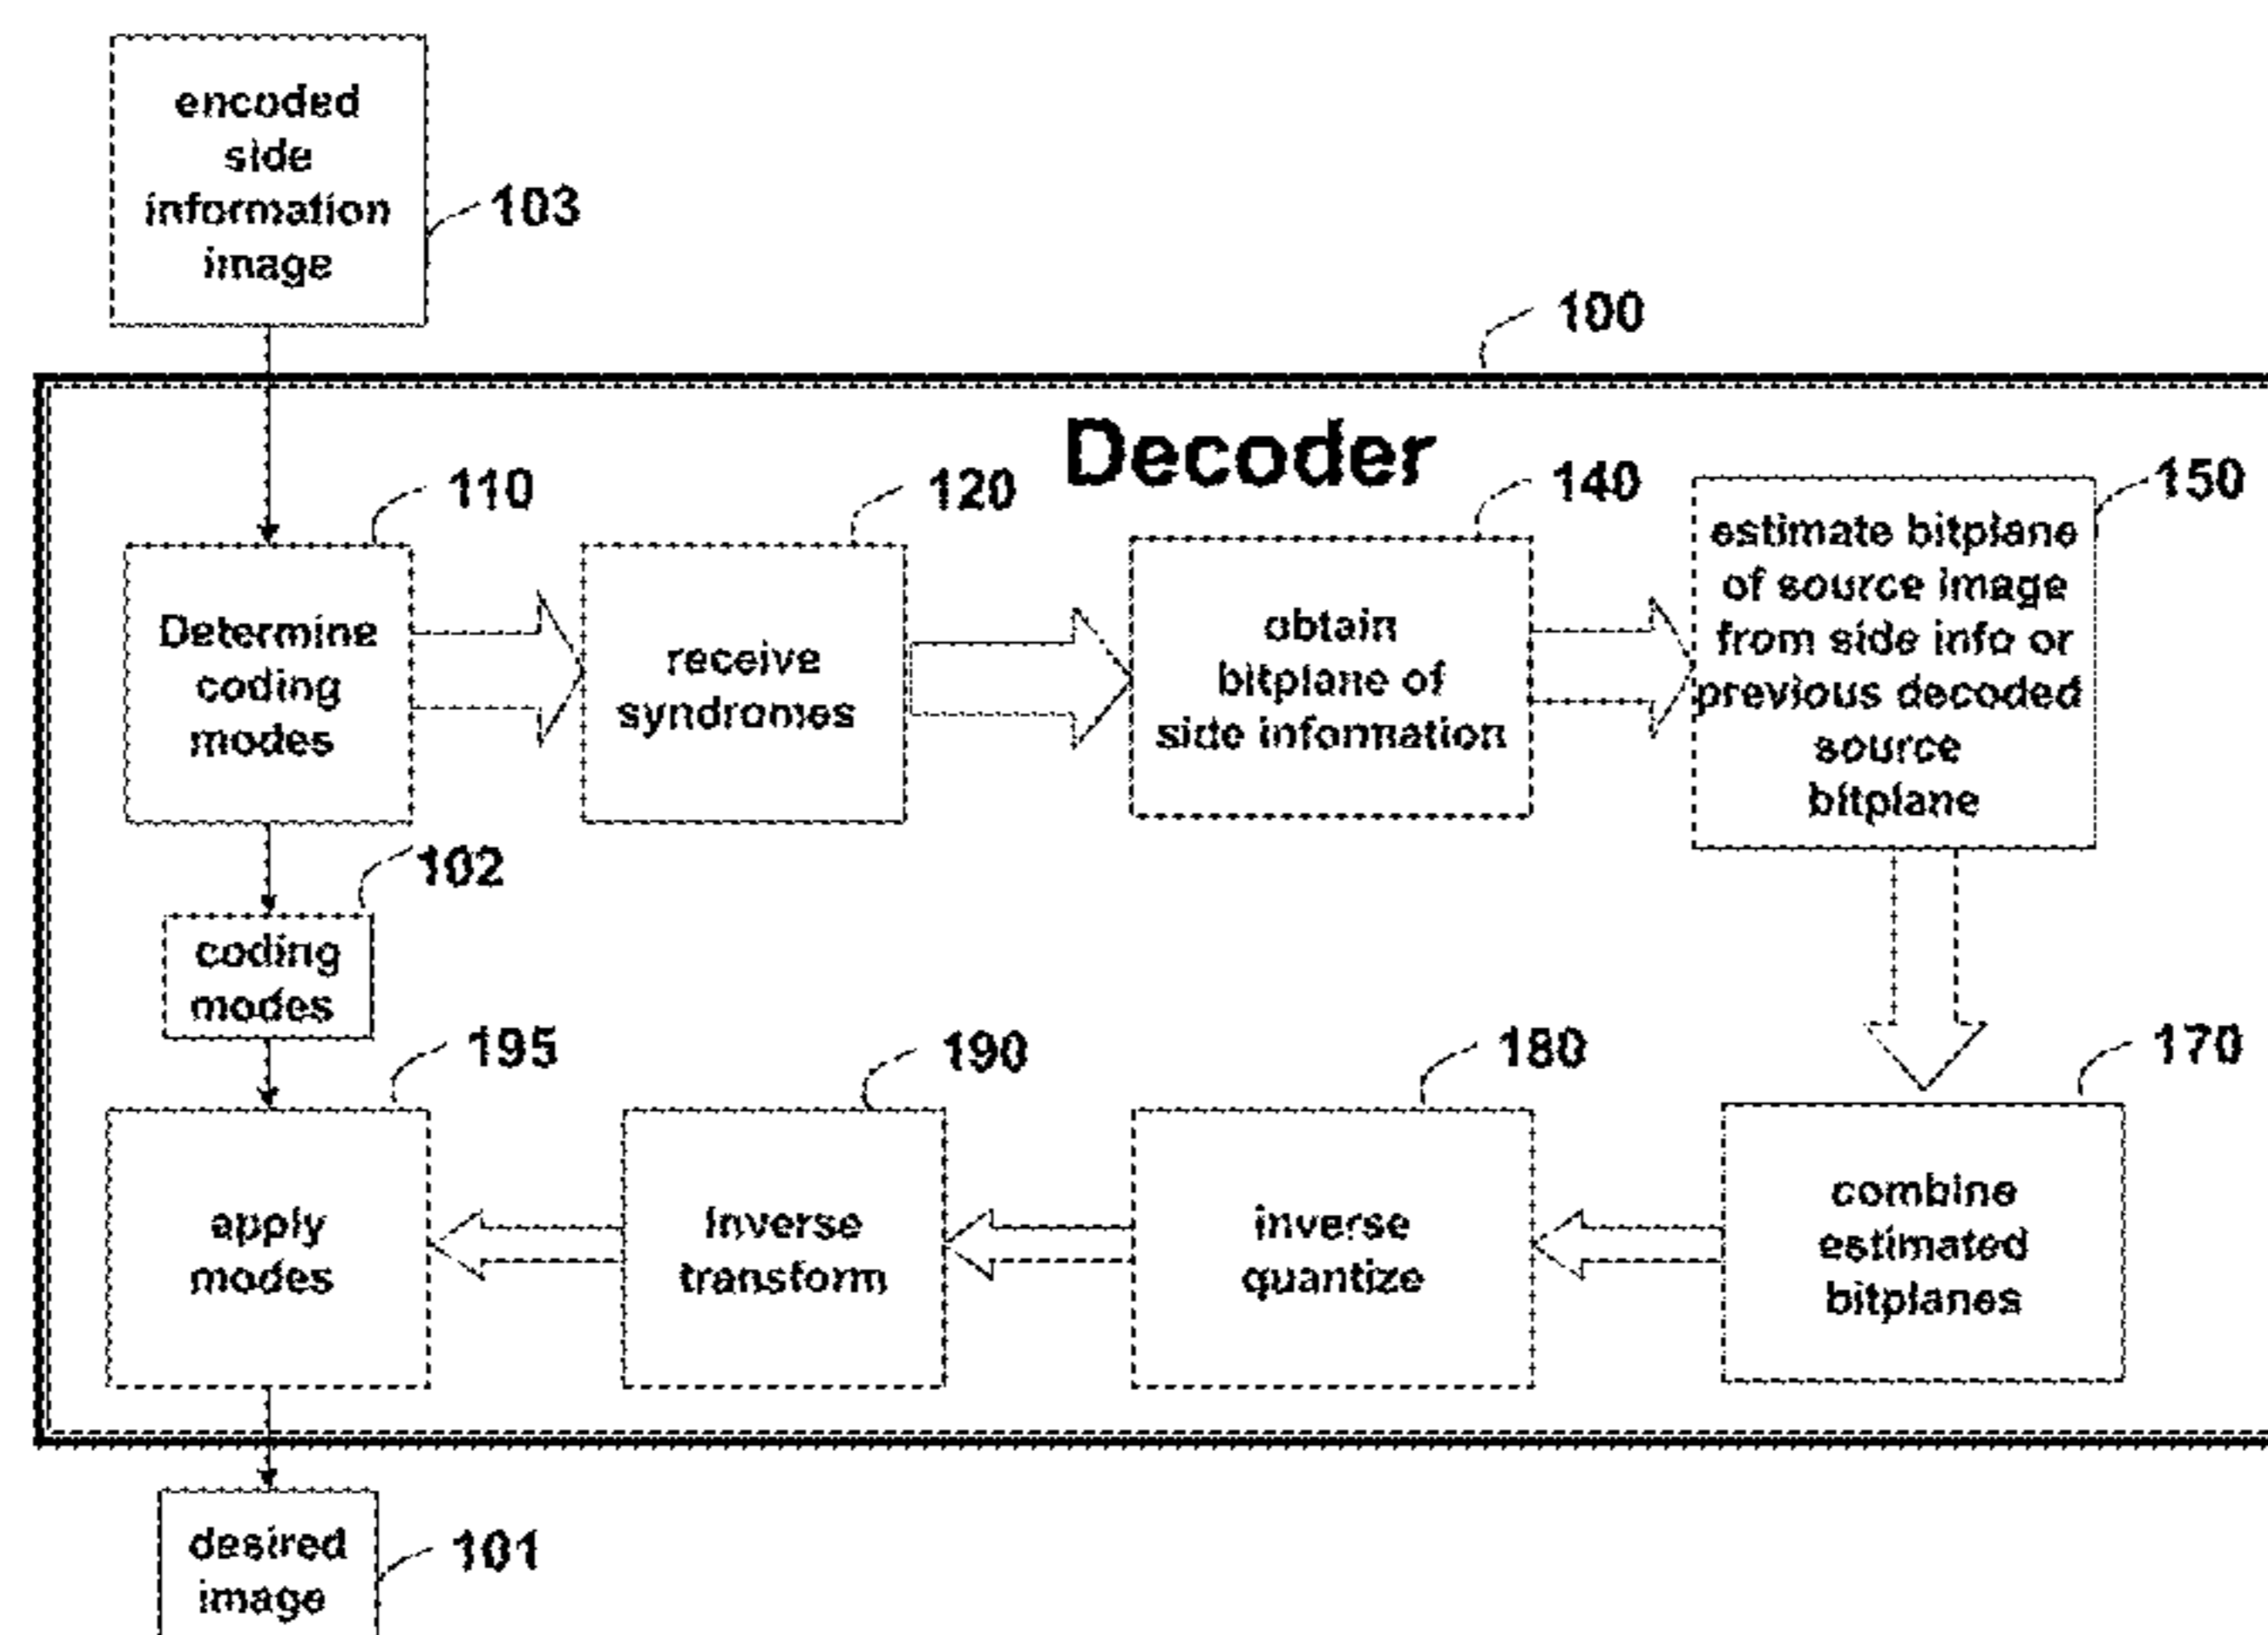 encoded
side
information
image
103
100
Decoder
110
120
140
150
Determine
coding
modes
receive
syndromes
obtain
bitplane of
side information
estimate bitplane
of source image
from side info or
previous decoded
source
bitplane
102
coding
modes
195
190
180
170
apply
modes
Inverse
transform
inverse
quantize
combine
estimated
bitplanes
desired
image
101